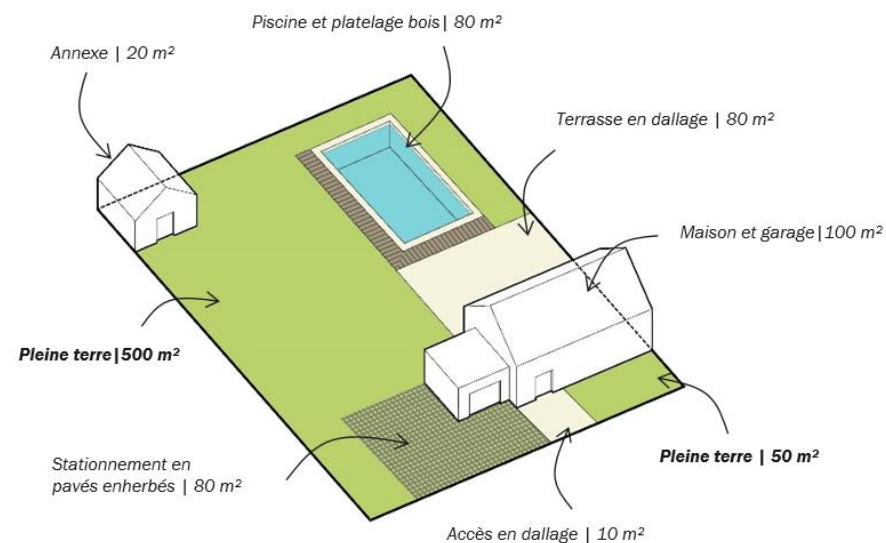 Piscine et platelage bois| 80 m²
Annexe | 20 m²
Terrasse en dallage | 80 m²
Maison et garage|100 m²
Pleine terre|500 m²
Pleine terre | 50 m²
Stationnement en
pavés enherbés | 80 m²
Accès en dallage | 10 m²